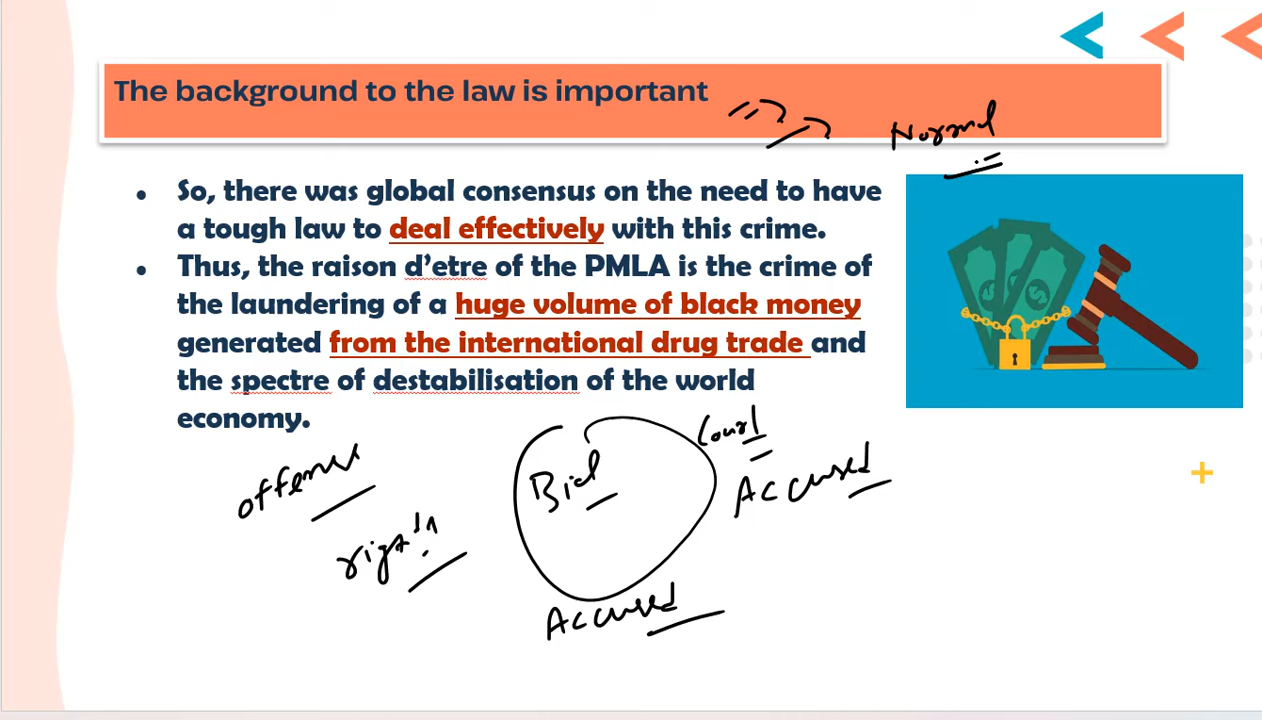 The background to the law is important
Normal
So, there was global consensus on the need to have
a tough law to deal effectively with this crime.
Thus, the raison d'etre of the PMLA is the crime of
the laundering of a huge volume of black money
generated from the international drug trade and
the spectre of destabilisation of the world
economy.
Court
offense
Accused
Accused